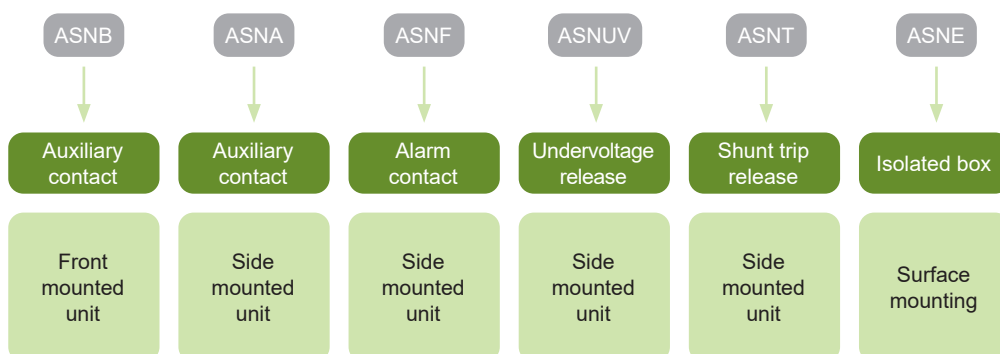 ASNB
ASNA
ASNF
ASNUV
ASNT
ASNE
Auxiliary
contact
Auxiliary
contact
Alarm
contact
Undervoltage
release
Shunt trip
release
Isolated box
Front
mounted
unit
Side
mounted
unit
Side
mounted
unit
Side
mounted
unit
Side
mounted
unit
Surface
mounting